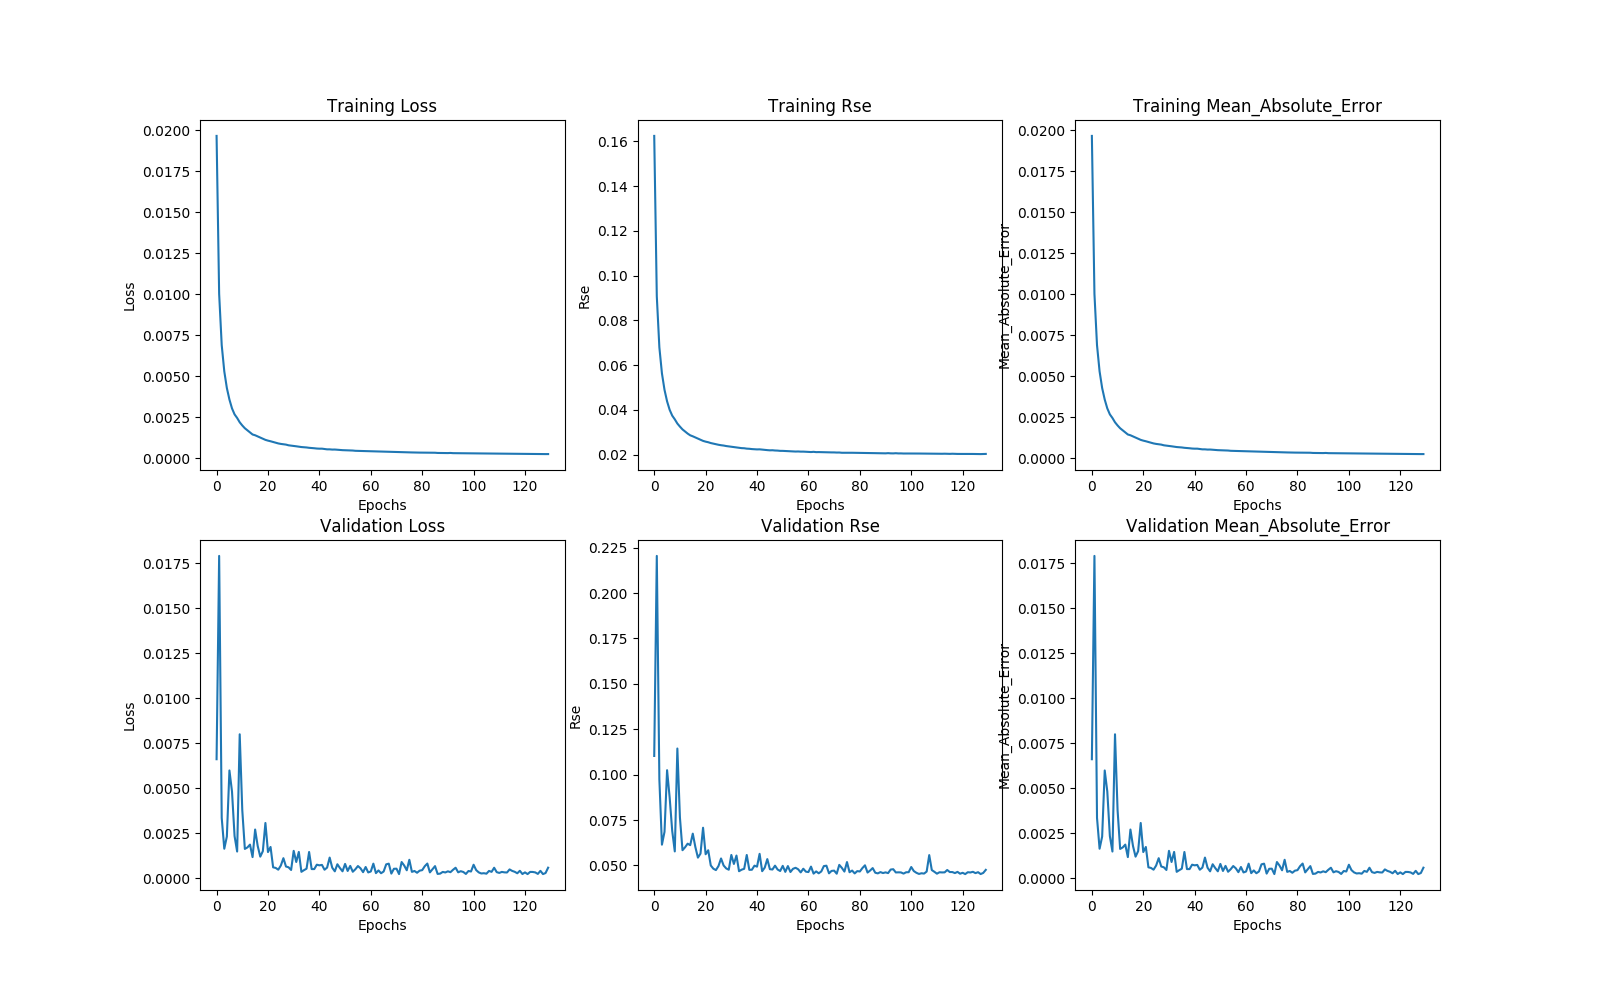 Training Loss
Loss
0.0200
0.0175
0.0150
0.0125
0.0100
0.0075
0.0050
0.0025
0.0000
0 20 40 60 80 100 120
Epochs
Training Rse
Rse
0.16
0.14
0.12
0.10
0.08
0.06
0.04
0.02
0 20 40 60 80 100 120
Epochs
Training Mean_Absolute_Error
Mean_Absolute_Error
0.0200
0.0175
0.0150
0.0125
0.0100
0.0075
0.0050
0.0025
0.0000
0 20 40 60 80 100 120
Epochs
Validation Loss
Loss
0.0175
0.0150
0.0125
0.0100
0.0075
0.0050
0.0025
0.0000
0 20 40 60 80 100 120
Epochs
Validation Rse
Rse
0.225
0.200
0.175
0.150
0.125
0.100
0.075
0.050
0 20 40 60 80 100 120
Epochs
Validation Mean_Absolute_Error
Mean_Absolute_Error
0.0175
0.0150
0.0125
0.0100
0.0075
0.0050
0.0025
0.0000
0 20 40 60 80 100 120
Epochs